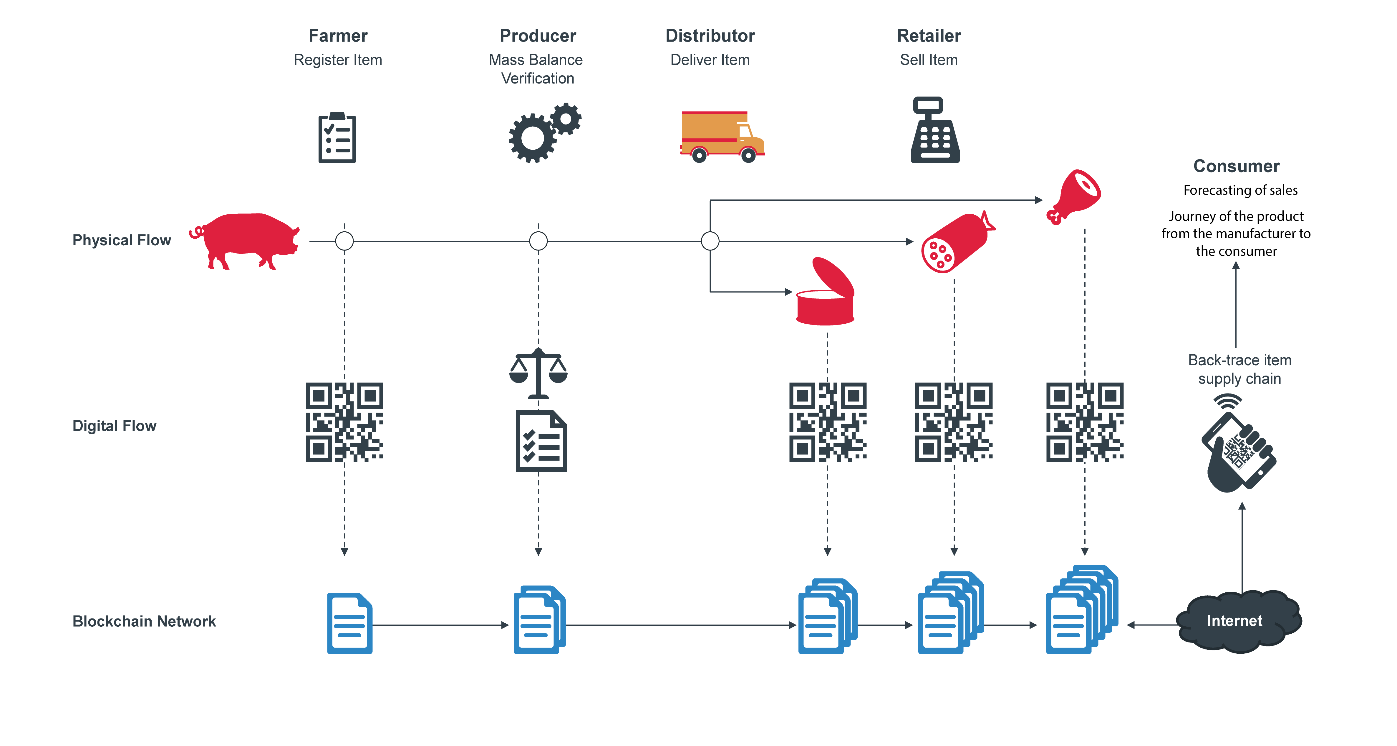 Farmer
Register Item
Producer
Mass Balance
Verification
Distributor
Deliver Item
Retailer
Sell Item
Consumer
Forecasting of sales
Journey of the product
from the manufacturer to
the consumer
Physical Flow
Back-trace item
supply chain
Digital Flow
Blockchain Network
Internet